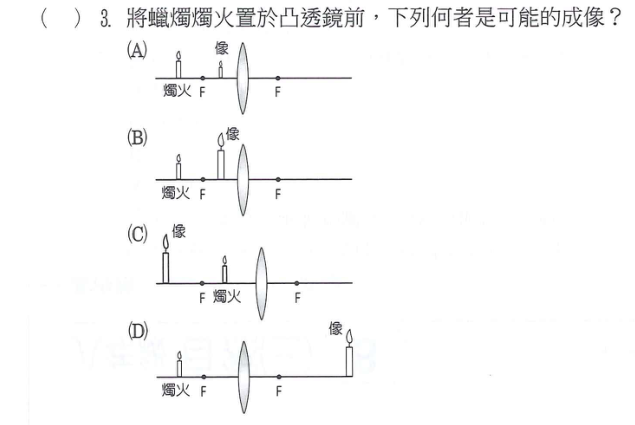 ( ) 3. 將蠟燭燭火置於凸透鏡前，下列何者是可能的成像？
(A) 像
燭火 F F
(B) 像
燭火 F F
(C) 像
F 燭火 F
(D) 像
燭火 F F